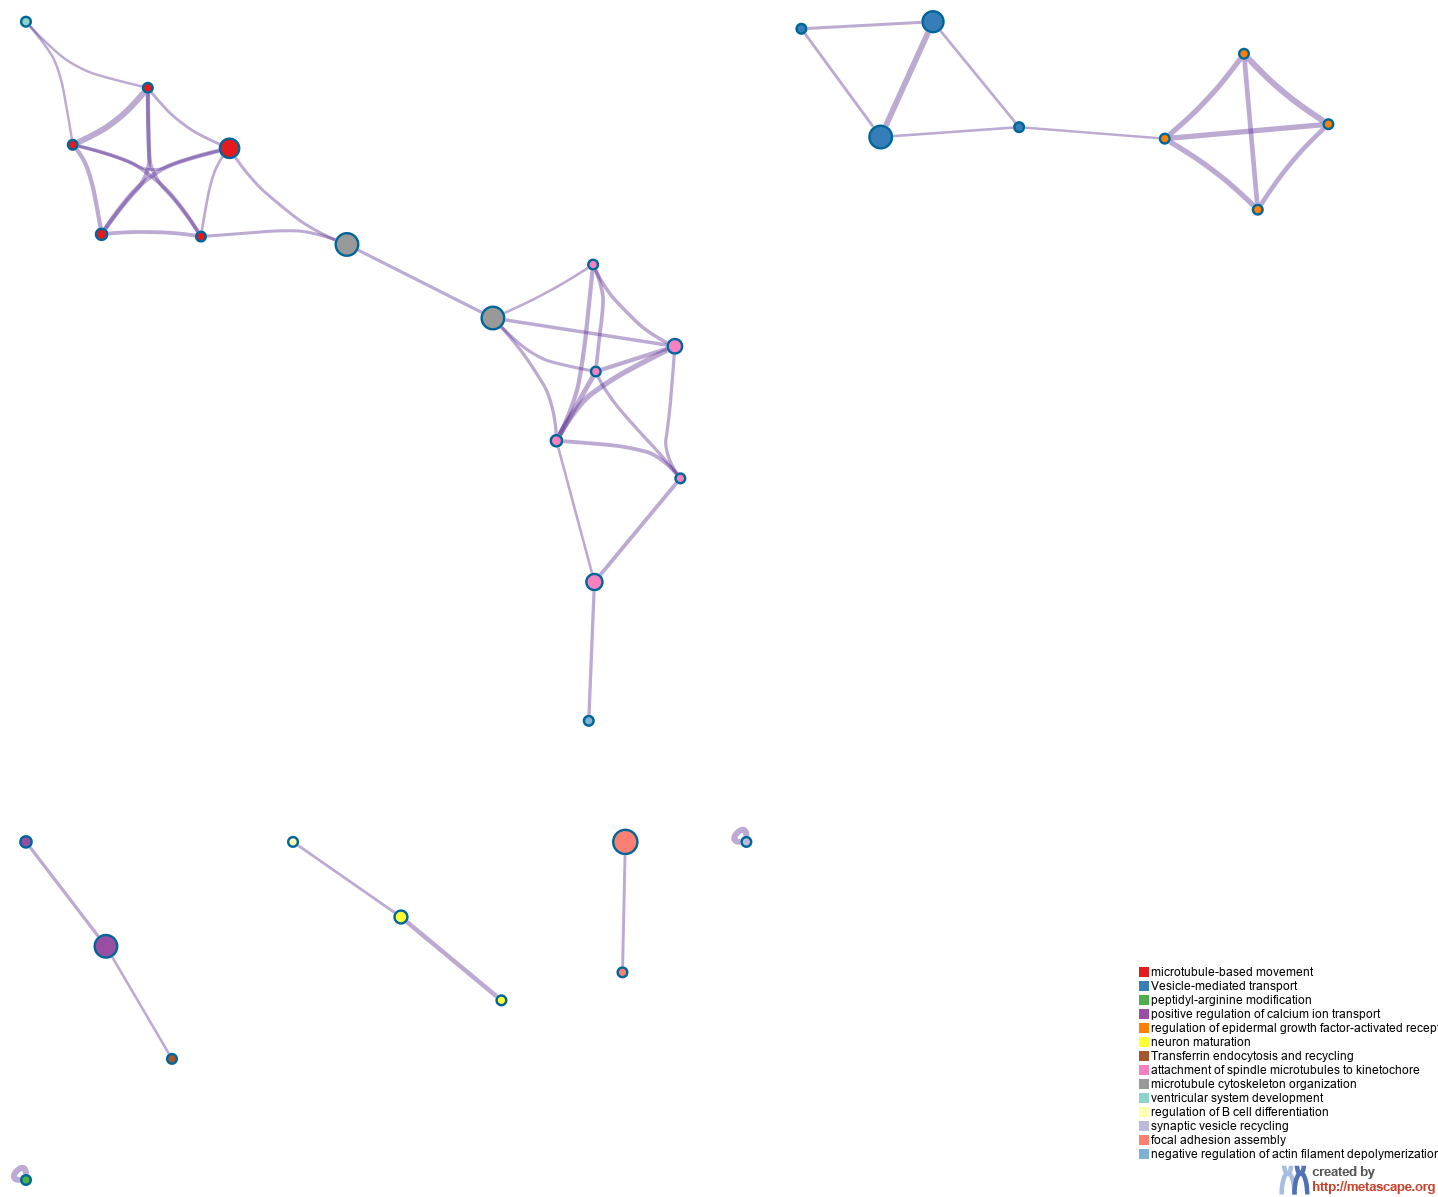 microtubule-based movement
Vesicle-mediated transport
peptidyl-arginine modification
positive regulation of calcium ion transport
regulation of epidermal growth factor-activated recept
neuron maturation
Transferrin endocytosis and recycling
attachment of spindle microtubules to kinetochore
microtubule cytoskeleton organization
ventricular system development
regulation of B cell differentiation
synaptic vesicle recycling
focal adhesion assembly
negative regulation of actin filament depolymerization
created by
http://metascape.org